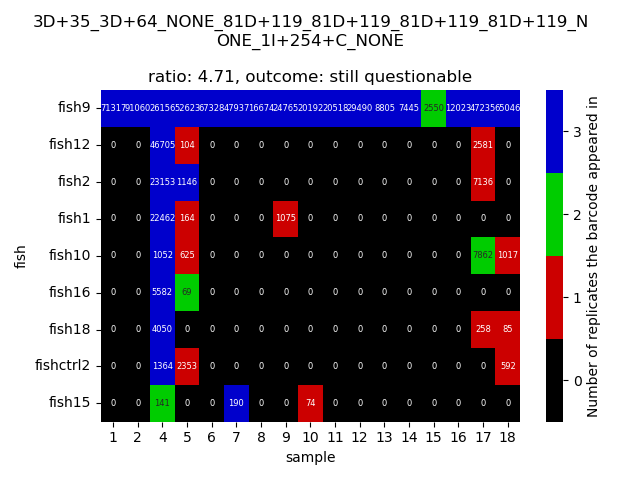 3D+35_3D+64_NONE_81D+119_81D+119_81D+119_81D+119_N
ONE_1I+254+C_NONE
ratio: 4.71, outcome: still questionable
fish9 8805 7445 2550
fish12 0 0 46705 104 0 0 0 0 0 0 0 0 0 0 0 2581 0
fish2 0 0 23153 1146 0 0 0 0 0 0 0 0 0 0 0 7136 0
fish1 0 0 22462 164 0 0 0 1075 0 0 0 0 0 0 0 0 0
fish10 0 0 1052 625 0 0 0 0 0 0 0 0 0 0 0 7862 1017
fish16 0 0 5582 69 0 0 0 0 0 0 0 0 0 0 0 0 0
fish18 0 0 4050 0 0 0 0 0 0 0 0 0 0 0 0 258 85
fishctrl2 0 0 1364 2353 0 0 0 0 0 0 0 0 0 0 0 0 592
fish15 0 0 141 0 0 190 0 0 74 0 0 0 0 0 0 0 0
1 2 4 5 6 7 8 9 10 11 12 13 14 15 16 17 18
sample
fish
3
2
1
0
Number of replicates the barcode appeared in